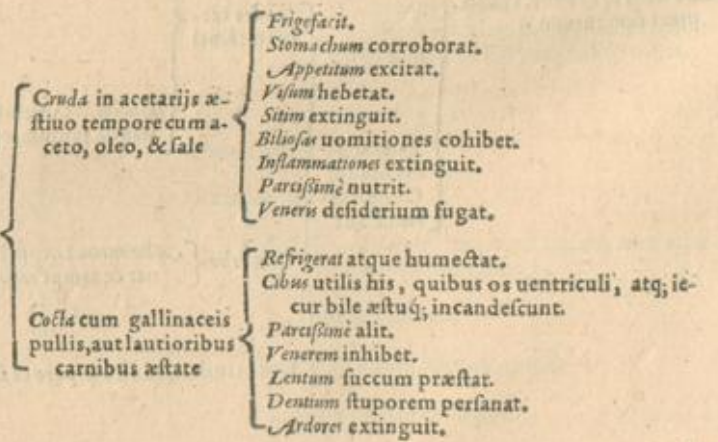 Cruda in acetarijs æ-
ſtiuo tempore cum a-
ceto, oleo, & ſale
Frigefacit.
Stomachum corroborat.
Appetitum excitat.
Viſum hebetat.
Sitim extinguit.
Bilioſas uomitiones cohibet.
Inflammationes extinguit.
Parciſsimè nutrit.
Veneris deſiderium fugat.
Cocta cum gallinaceis
pullis, aut lautioribus
carnibus æſtate
Refrigerat atque humectat.
Cibus utilis his, quibus os uentriculi, atq; ie-
cur bile æſtuq́; incandeſcunt.
Parciſsimè alit.
Venerem inhibet.
Lentum ſuccum præſtat.
Dentium ſtuporem perſanat.
Ardores extinguit.